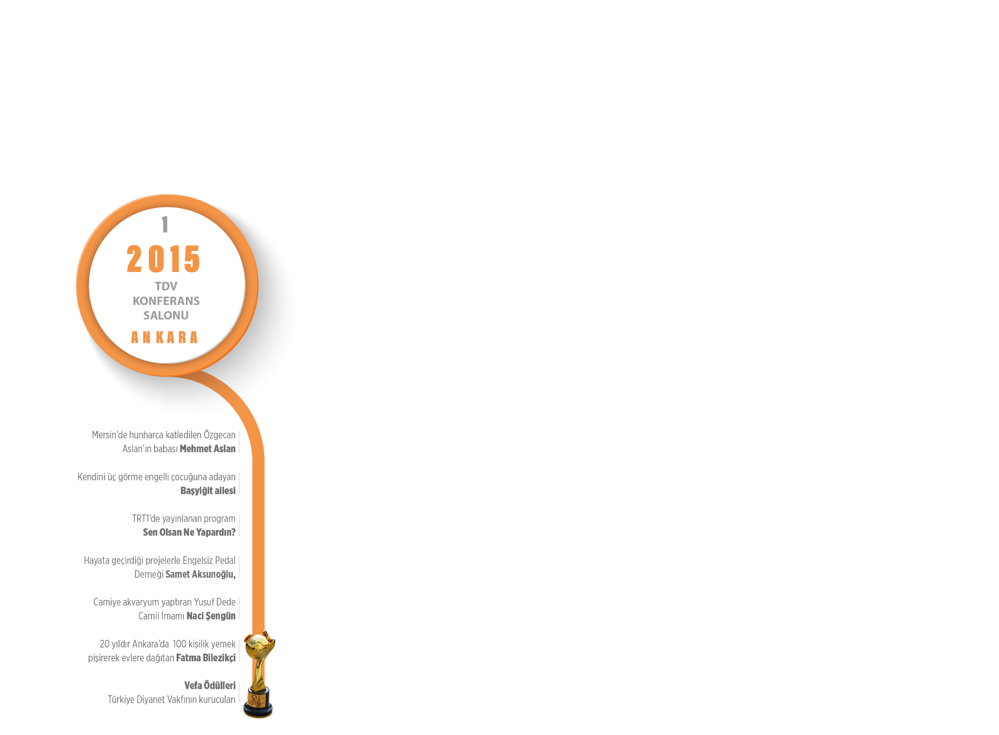 1
2015
TDV
KONFERANS
SALONU
ANKARA
Mersin’de hunharca katledilen Özgecan
Aslan’ın babası Mehmet Aslan
Kendini üç görme engelli çocuğuna adayan
Başyiğit ailesi
TRT1’de yayınlanan program
Sen Olsan Ne Yapardın?
Hayata geçirdiği projelerle Engelsiz Pedal
Derneği Samet Aksunoğlu,
Camiye akvaryum yaptıran Yusuf Dede
Camii İmamı Naci Şengün
20 yıldır Ankara’da 100 kişilik yemek
pişirerek evlere dağıtan Fatma Bilezikçi
Vefa Ödülleri
Türkiye Diyanet Vakfının kurucuları